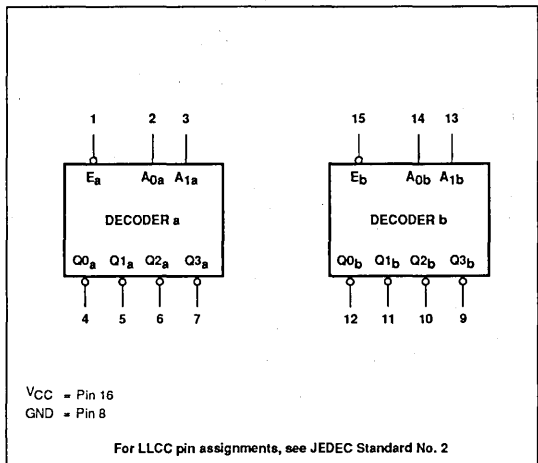 1 2 3 15 14 13
Ea A0a A1a Eb A0b A1b
DECODER a DECODER b
Q0a Q1a Q2a Q3a Q0b Q1b Q2b Q3b
4 5 6 7 12 11 10 9
VCC = Pin 16
GND = Pin 8
For LLCC pin assignments, see JEDEC Standard No. 2